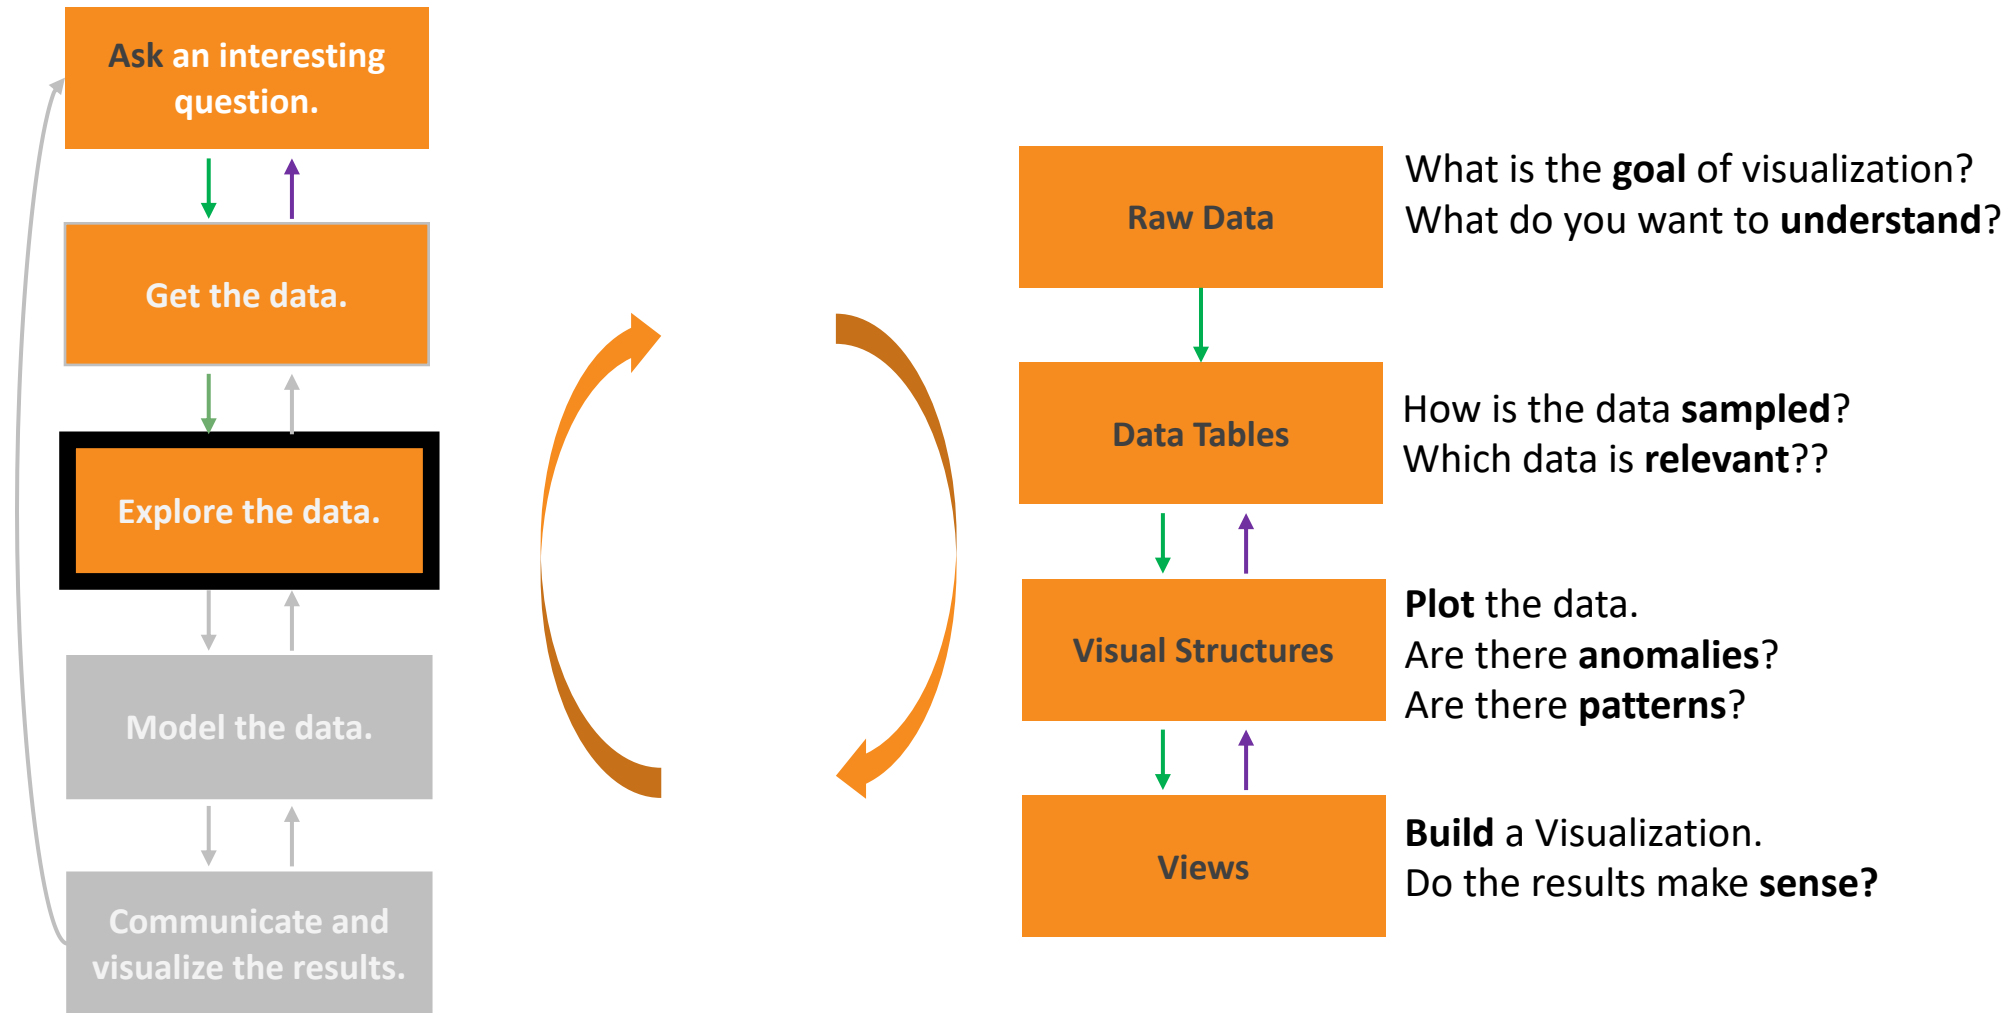 Ask an interesting
question.
Get the data.
Explore the data.
Model the data.
Communicate and
visualize the results.
Raw Data
What is the goal of visualization?
What do you want to understand?
Data Tables
How is the data sampled?
Which data is relevant??
Visual Structures
Plot the data.
Are there anomalies?
Are there patterns?
Views
Build a Visualization.
Do the results make sense?